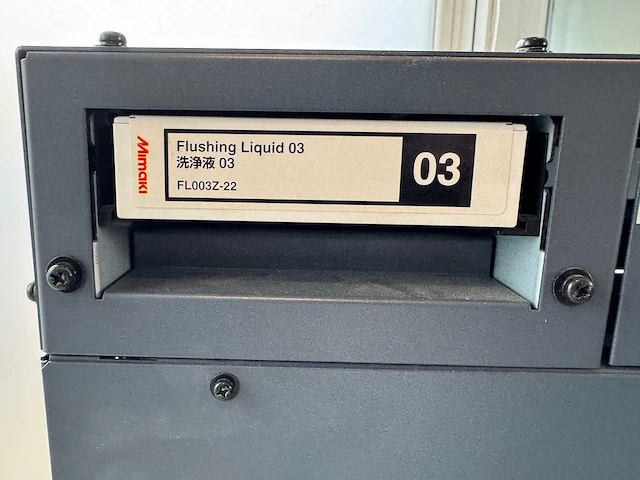 Mimaki
Flushing Liquid 03
洗浄液 03
FL003Z-22
03